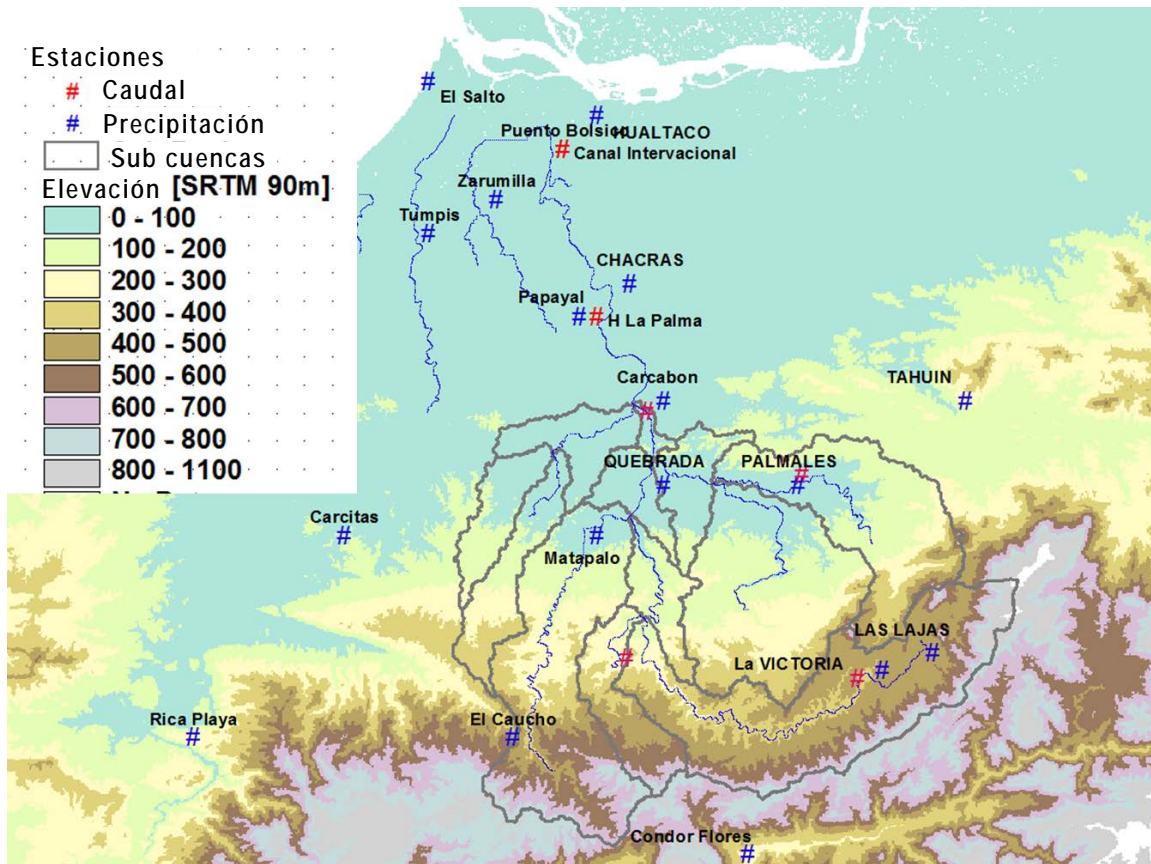 Estaciones
# Caudal
# Precipitación
Sub cuencas
Elevación [SRTM 90m]
0 - 100
100 - 200
200 - 300
300 - 400
400 - 500
500 - 600
600 - 700
700 - 800
800 - 1100
El Salto
Puento Bolsico
HUALTACO
Canal Intervacional
Zarumilla
Tumpis
CHACRAS
Papayal
H La Palma
Carcabon
TAHUIN
QUEBRADA
PALMALES
Carcitas
Matapalo
LAS LAJAS
La VICTORIA
Rica Playa
El Caucho
Condor Flores